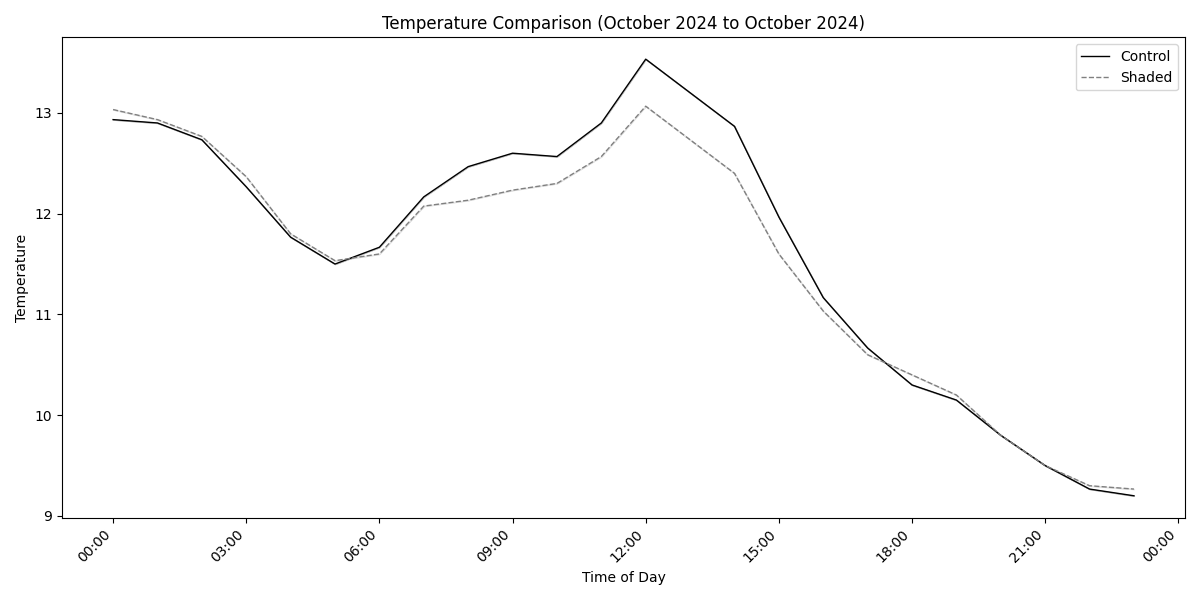 Temperature Comparison (October 2024 to October 2024)
Control
Shaded
Temperature
13
12
11
10
9
00:00
03:00
06:00
09:00
12:00
15:00
18:00
21:00
00:00
Time of Day